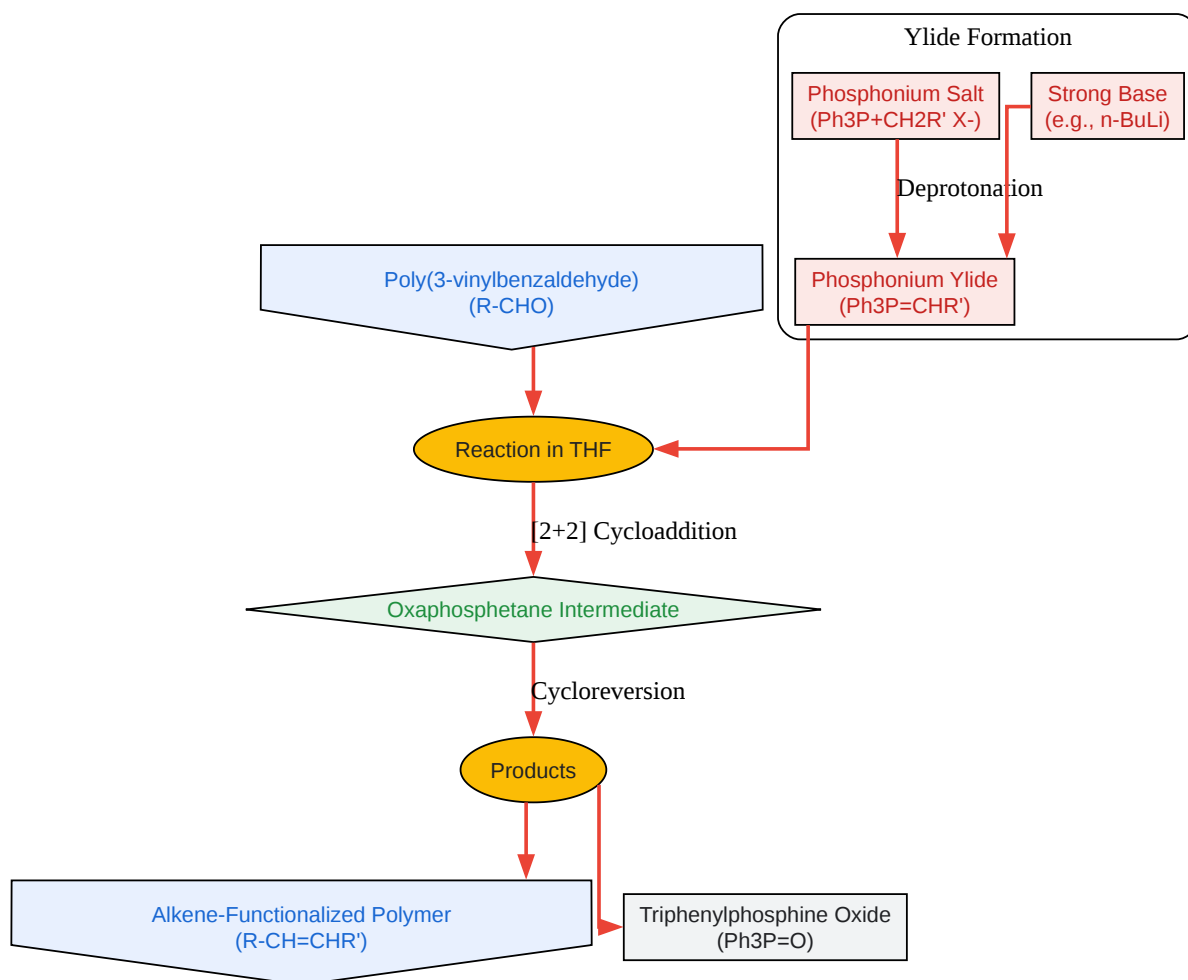 Ylide Formation
Phosphonium Salt
(Ph3P+CH2R' X-)
Strong Base
(e.g., n-BuLi)
Deprotonation
Poly(3-vinylbenzaldehyde)
(R-CHO)
Phosphonium Ylide
(Ph3P=CHR')
Reaction in THF
[2+2] Cycloaddition
Oxaphosphetane Intermediate
Cycloreversion
Products
Alkene-Functionalized Polymer
(R-CH=CHR')
Triphenylphosphine Oxide
(Ph3P=O)